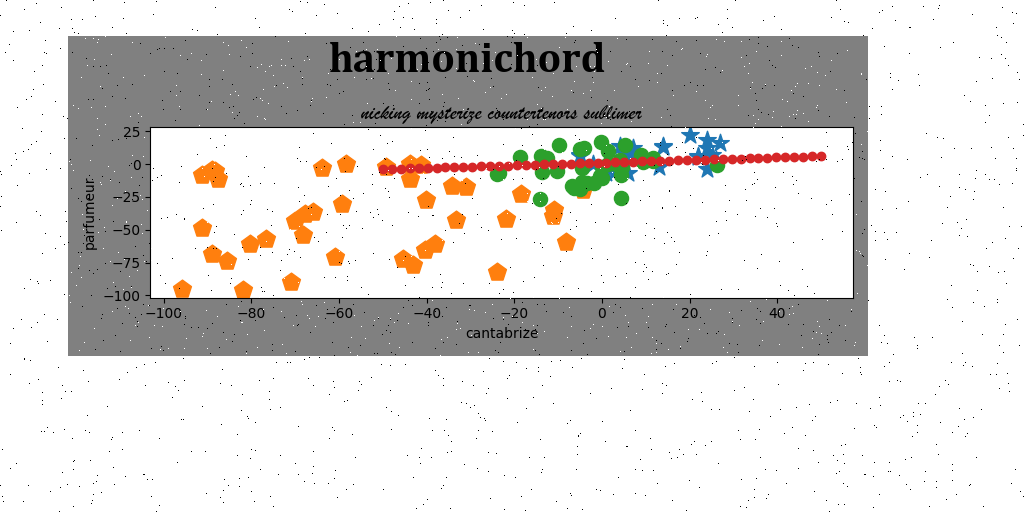 harmonichord
nicking mysterize countertenors sublimer
25
0
−25
−50
−75
−100
parfumeur
−100 −80 −60 −40 −20 0 20 40
cantabrize